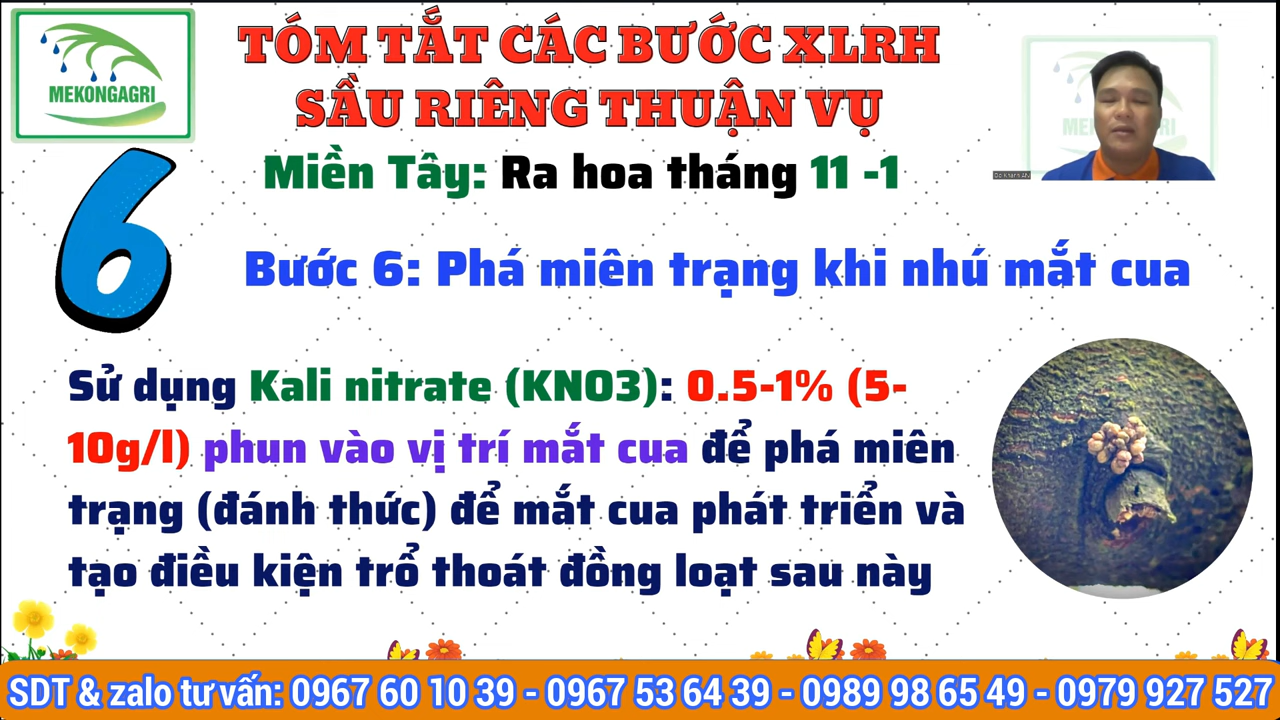 MEKONGAGRI
TÓM TẮT CÁC BƯỚC XLRH
SẦU RIÊNG THUẬN VỤ
Miền Tây: Ra hoa tháng 11 -1
6
Bước 6: Phá miên trạng khi nhú mắt cua
Sử dụng Kali nitrate (KNO3): 0.5-1% (5-
10g/l) phun vào vị trí mắt cua để phá miên
trạng (đánh thức) để mắt cua phát triển và
tạo điều kiện trổ thoát đồng loạt sau này
SDT & zalo tư vấn: 0967 60 10 39 - 0967 53 64 39 - 0989 98 65 49 - 0979 927 527